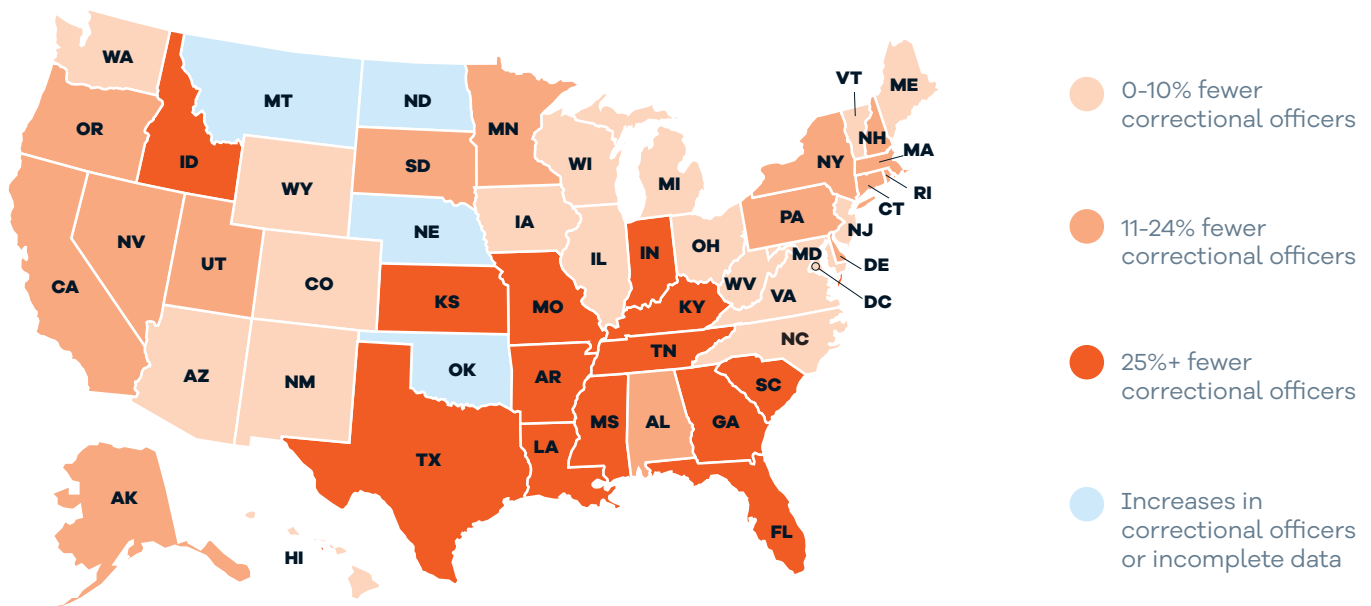 WA
OR
CA
NV
ID
MT
WY
UT
AZ
CO
NM
ND
SD
NE
KS
OK
TX
MN
IA
MO
AR
LA
WI
IL
MI
IN
OH
KY
TN
MS
AL
GA
FL
SC
NC
VA
WV
MD
DC
DE
NJ
PA
NY
CT
RI
MA
NH
VT
ME
AK
HI
0-10% fewer
correctional officers
11-24% fewer
correctional officers
25%+ fewer
correctional officers
Increases in
correctional officers
or incomplete data